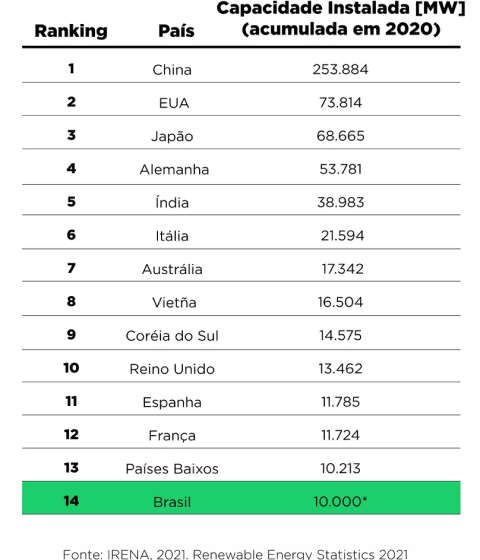 Capacidade Instalada [MW]
Ranking País (acumulada em 2020)
1 China 253.884
2 EUA 73.814
3 Japão 68.665
4 Alemanha 53.781
5 Índia 38.983
6 Itália 21.594
7 Austrália 17.342
8 Vietña 16.504
9 Coréia do Sul 14.575
10 Reino Unido 13.462
11 Espanha 11.785
12 França 11.724
13 Países Baixos 10.213
14 Brasil 10.000*
Fonte: IRENA, 2021. Renewable Energy Statistics 2021